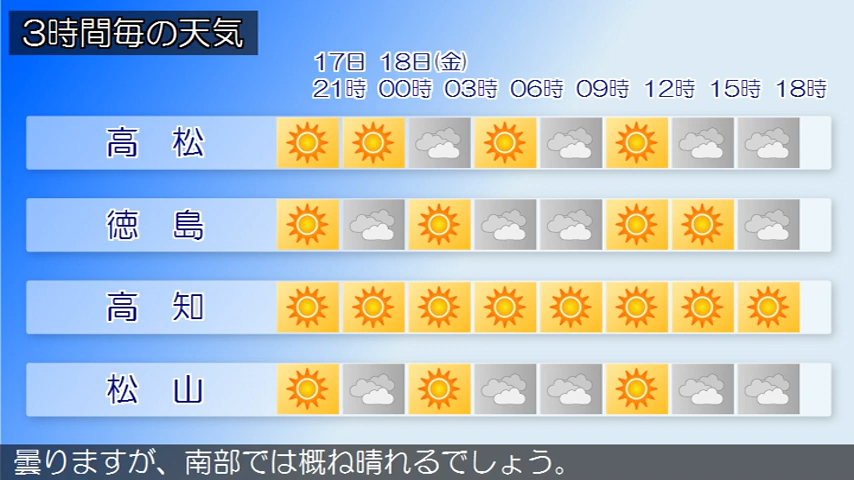 3時間毎の天気
17日 18日(金)
21時 00時 03時 06時 09時 12時 15時 18時
高松
徳島
高知
松山
曇りますが、南部では概ね晴れるでしょう。